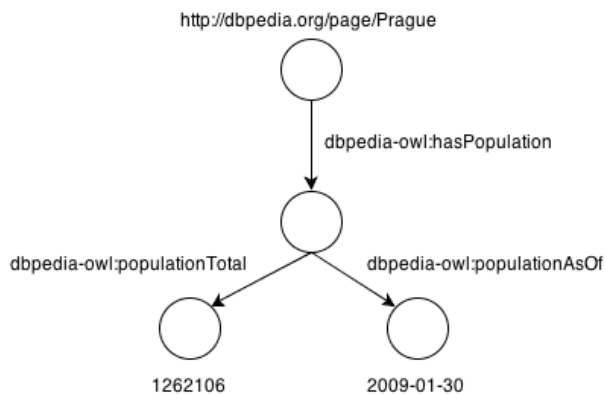 http://dbpedia.org/page/Prague
dbpedia-owl:hasPopulation
dbpedia-owl:populationTotal
dbpedia-owl:populationAsOf
1262106
2009-01-30